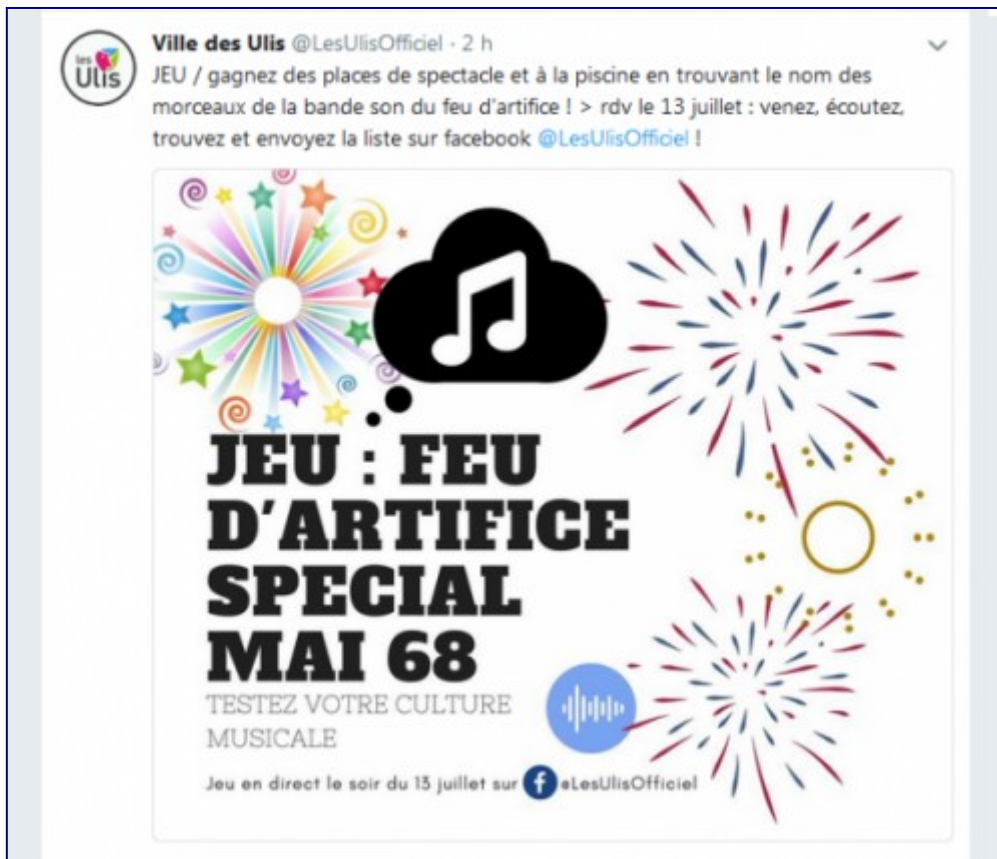 les
Ulis
Ville des Ulis @LesUlisOfficiel · 2 h
JEU / gagnez des places de spectacle et à la piscine en trouvant le nom des
morceaux de la bande son du feu d'artifice ! > rdv le 13 juillet : venez, écoutez,
trouvez et envoyez la liste sur facebook @LesUlisOfficiel !
JEU : FEU
D'ARTIFICE
SPECIAL
MAI 68
TESTEZ VOTRE CULTURE
MUSICALE
Jeu en direct le soir du 13 juillet sur f @LesUlisOfficiel